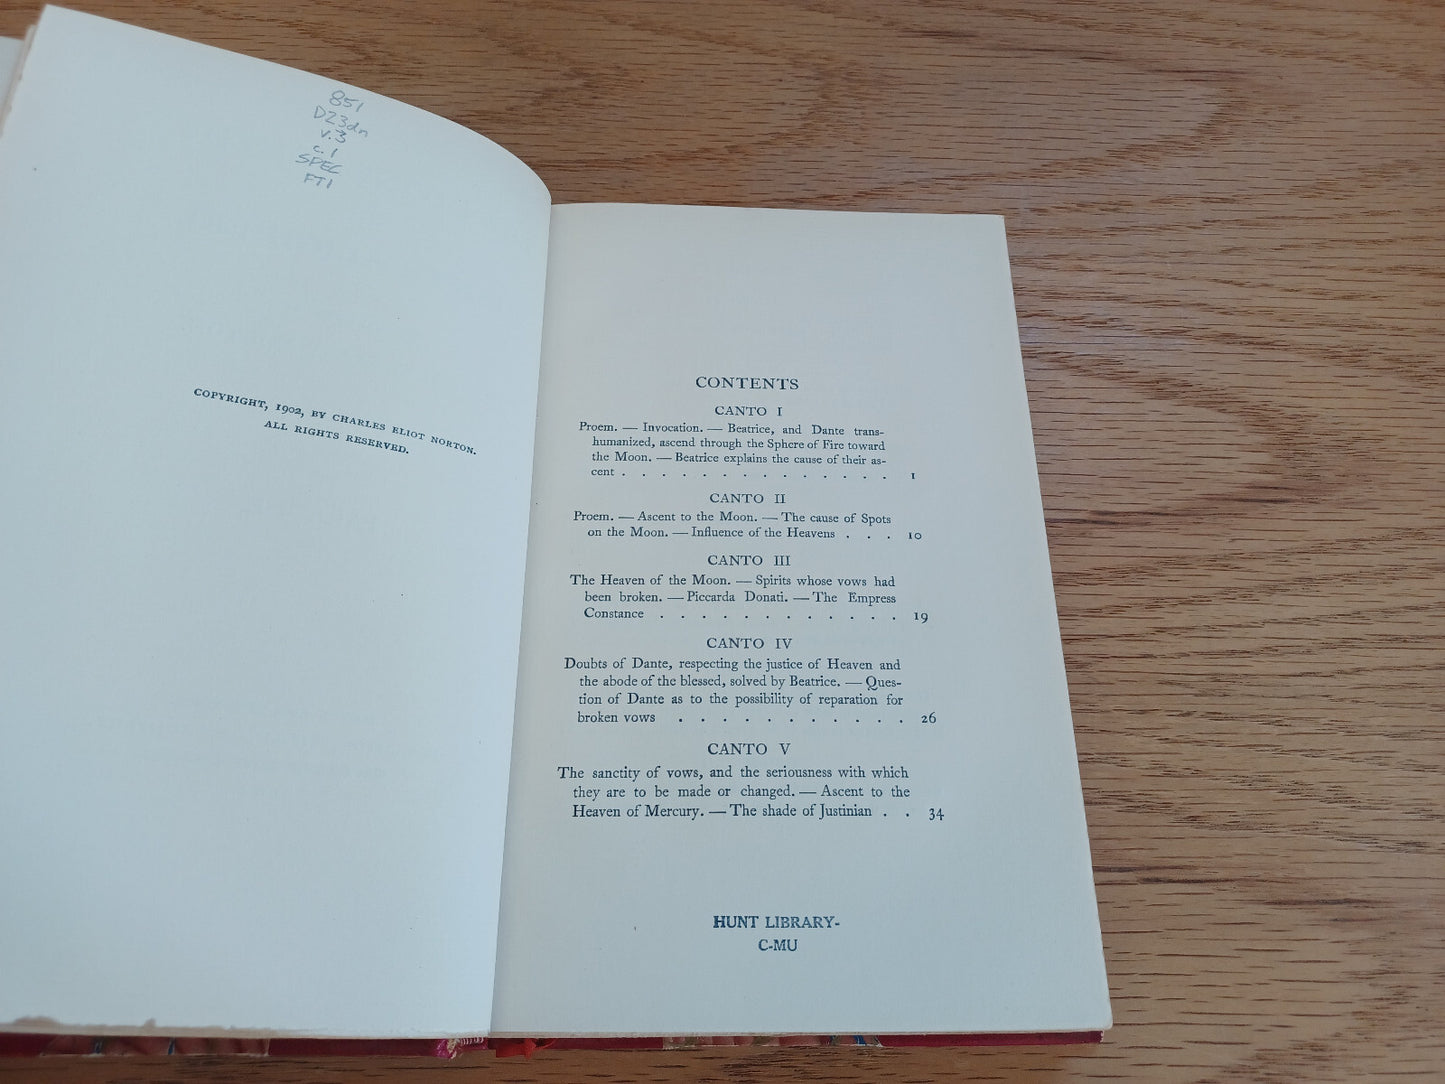 851
DZ3dn
v.3
c.1
SPEC
FT1
COPYRIGHT, 1902, BY CHARLES ELIOT NORTON.
ALL RIGHTS RESERVED.
CONTENTS
CANTO I
Proem. — Invocation. — Beatrice, and Dante trans-
humanized, ascend through the Sphere of Fire toward
the Moon. — Beatrice explains the cause of their as-
cent . . . . . . . . . . . . . . 1
CANTO II
Proem. — Ascent to the Moon. — The cause of Spots
on the Moon. — Influence of the Heavens . . . 10
CANTO III
The Heaven of the Moon. — Spirits whose vows had
been broken. — Piccarda Donati. — The Empress
Constance . . . . . . . . . . . . 19
CANTO IV
Doubts of Dante, respecting the justice of Heaven and
the abode of the blessed, solved by Beatrice. — Ques-
tion of Dante as to the possibility of reparation for
broken vows . . . . . . . . . . . 26
CANTO V
The sanctity of vows, and the seriousness with which
they are to be made or changed. — Ascent to the
Heaven of Mercury. — The shade of Justinian . . 34
HUNT LIBRARY-
C-MU